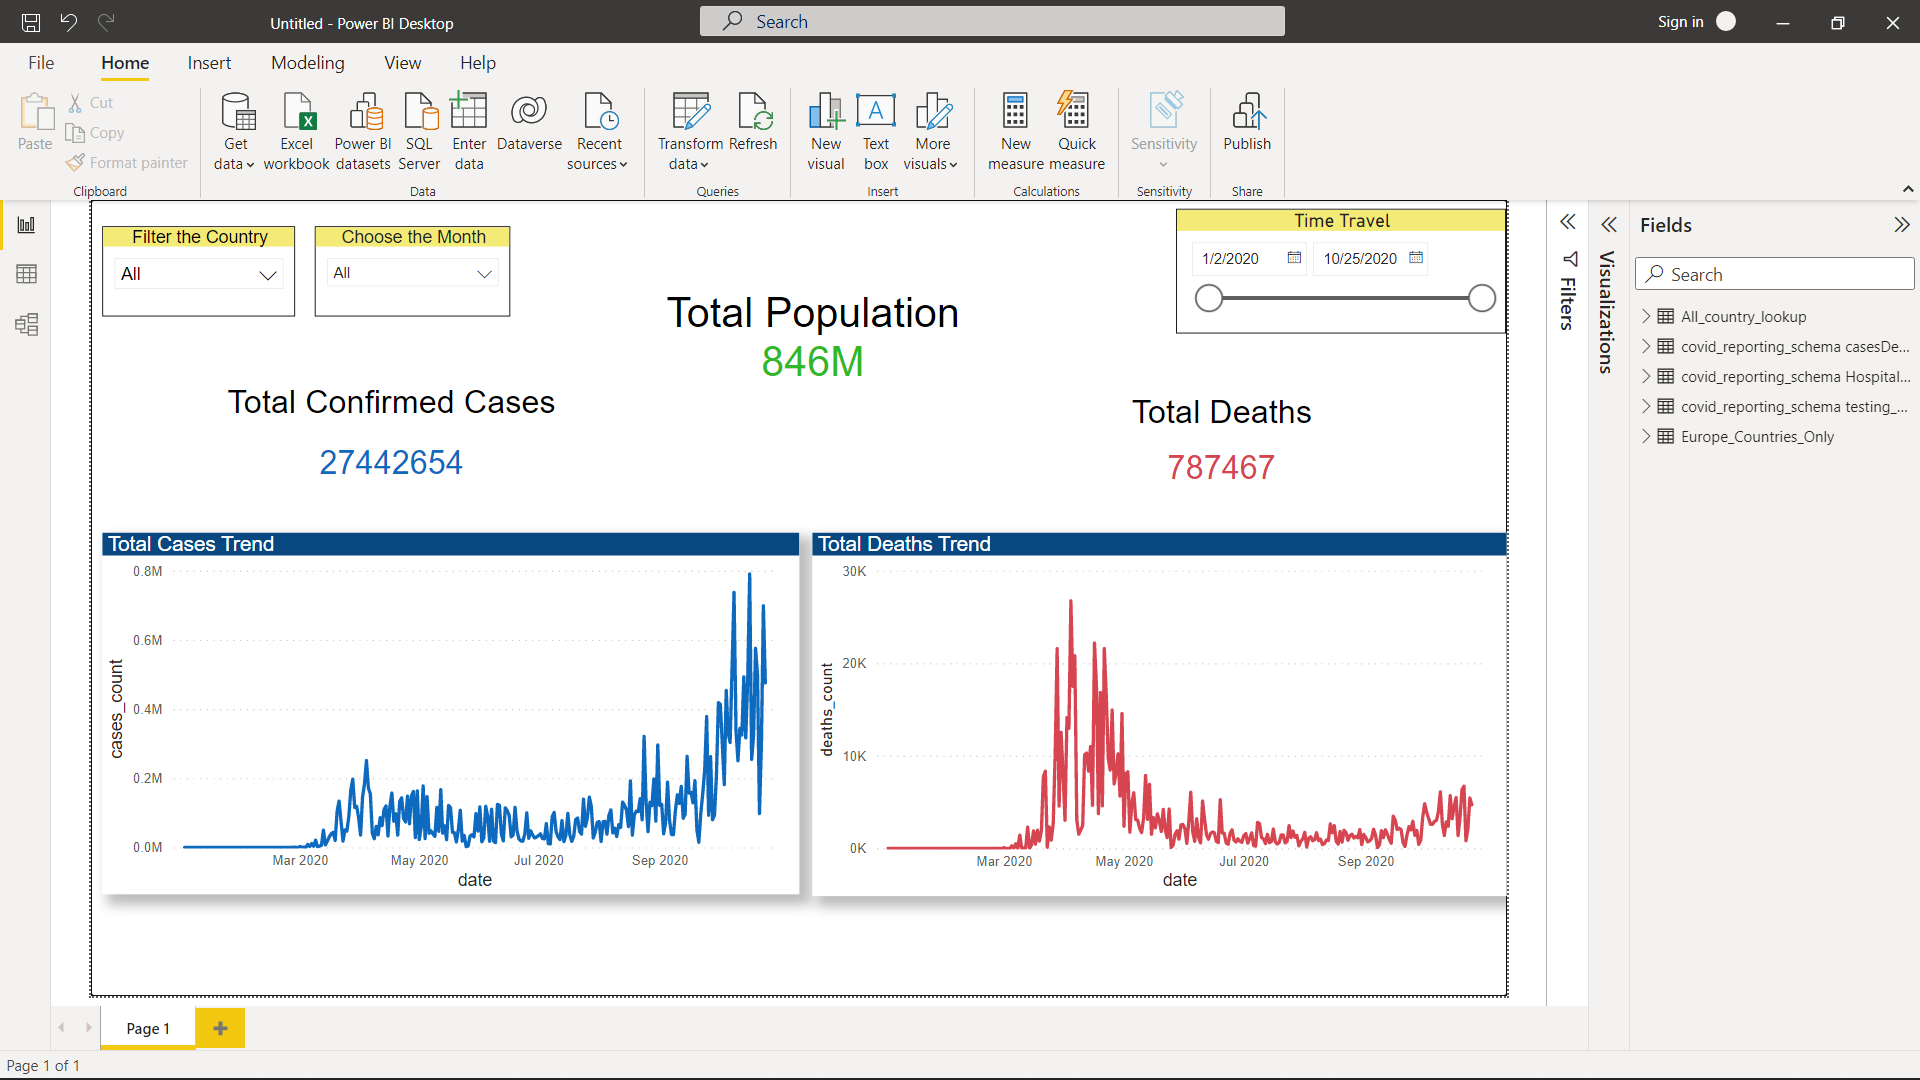 Untitled - Power BI Desktop
Search
Sign in
File
Home
Insert
Modeling
View
Help
Paste
Cut
Copy
Format painter
Clipboard
Get data
Excel workbook
Power BI datasets
SQL Server
Enter data
Dataverse
Recent sources
Data
Transform data
Refresh
Queries
New visual
Text box
More visuals
Insert
New measure
Quick measure
Calculations
Sensitivity
Sensitivity
Publish
Share
Filter the Country
All
Choose the Month
All
Time Travel
1/2/2020
10/25/2020
Total Population
846M
Total Confirmed Cases
27442654
Total Deaths
787467
Total Cases Trend
0.8M
0.6M
0.4M
0.2M
0.0M
cases_count
Mar 2020
May 2020
Jul 2020
Sep 2020
date
Total Deaths Trend
30K
20K
10K
0K
deaths_count
Mar 2020
May 2020
Jul 2020
Sep 2020
date
Filters
Visualizations
Fields
Search
All_country_lookup
covid_reporting_schema casesDe...
covid_reporting_schema Hospital...
covid_reporting_schema testing_...
Europe_Countries_Only
Page 1
Page 1 of 1